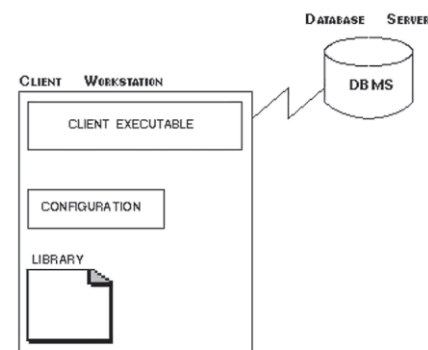 DATABASE SERVER
DBMS
CLIENT WORKSTATION
CLIENT EXECUTABLE
CONFIGURATION
LIBRARY